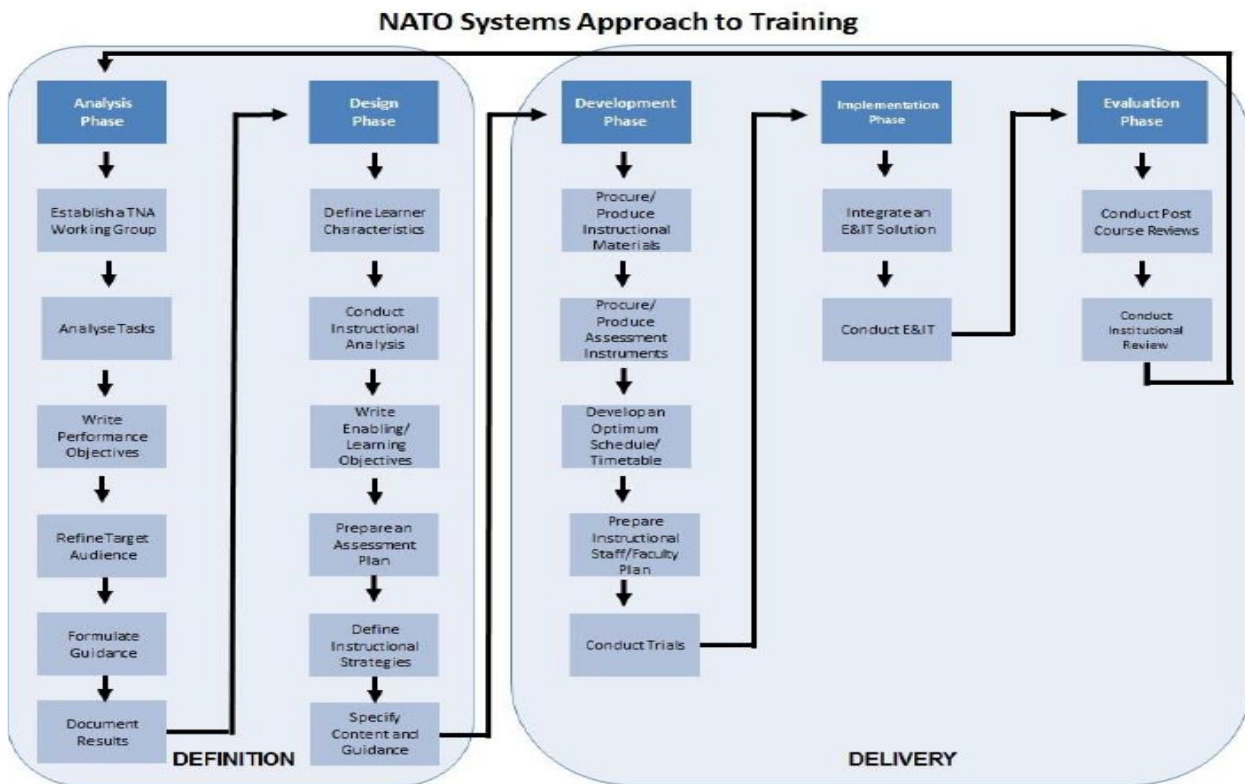 NATO Systems Approach to Training
Analysis
Phase
Establish a TNA
Working Group
Analyse Tasks
Write
Performance
Objectives
Refine Target
Audience
Formulate
Guidance
Document
Results
Design
Phase
Define Learner
Characteristics
Conduct
Instructional
Analysis
Write
Enabling/
Learning
Objectives
Prepare an
Assessment
Plan
Define
Instructional
Strategies
Specify
Content and
Guidance
DEFINITION
Development
Phase
Procure/
Produce
Instructional
Materials
Procure/
Produce
Assessment
Instruments
Develop an
Optimum
Schedule/
Timetable
Prepare
Instructional
Staff/Faculty
Plan
Conduct Trials
Implementation
Phase
Integrate an
E&IT Solution
Conduct E&IT
Evaluation
Phase
Conduct Post
Course Reviews
Conduct
Institutional
Review
DELIVERY